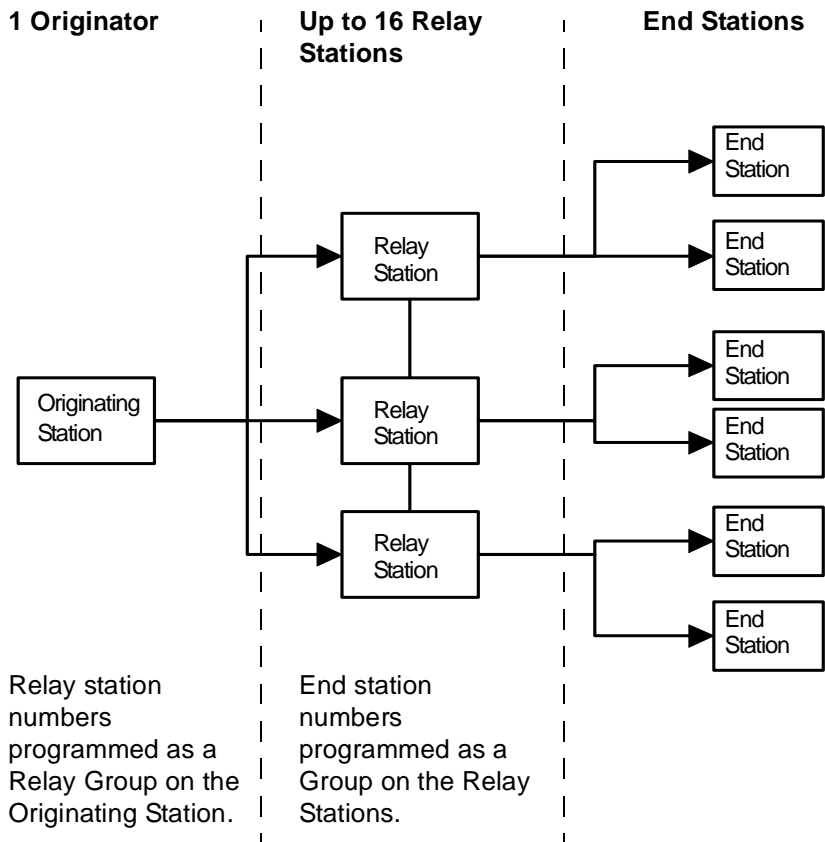 1 Originator
Up to 16 Relay
Stations
End Stations
End
Station
End
Station
Relay
Station
End
Station
Originating
Station
Relay
Station
End
Station
Relay
Station
End
Station
End
Station
Relay station
numbers
programmed as a
Relay Group on the
Originating Station.
End station
numbers
programmed as a
Group on the Relay
Stations.